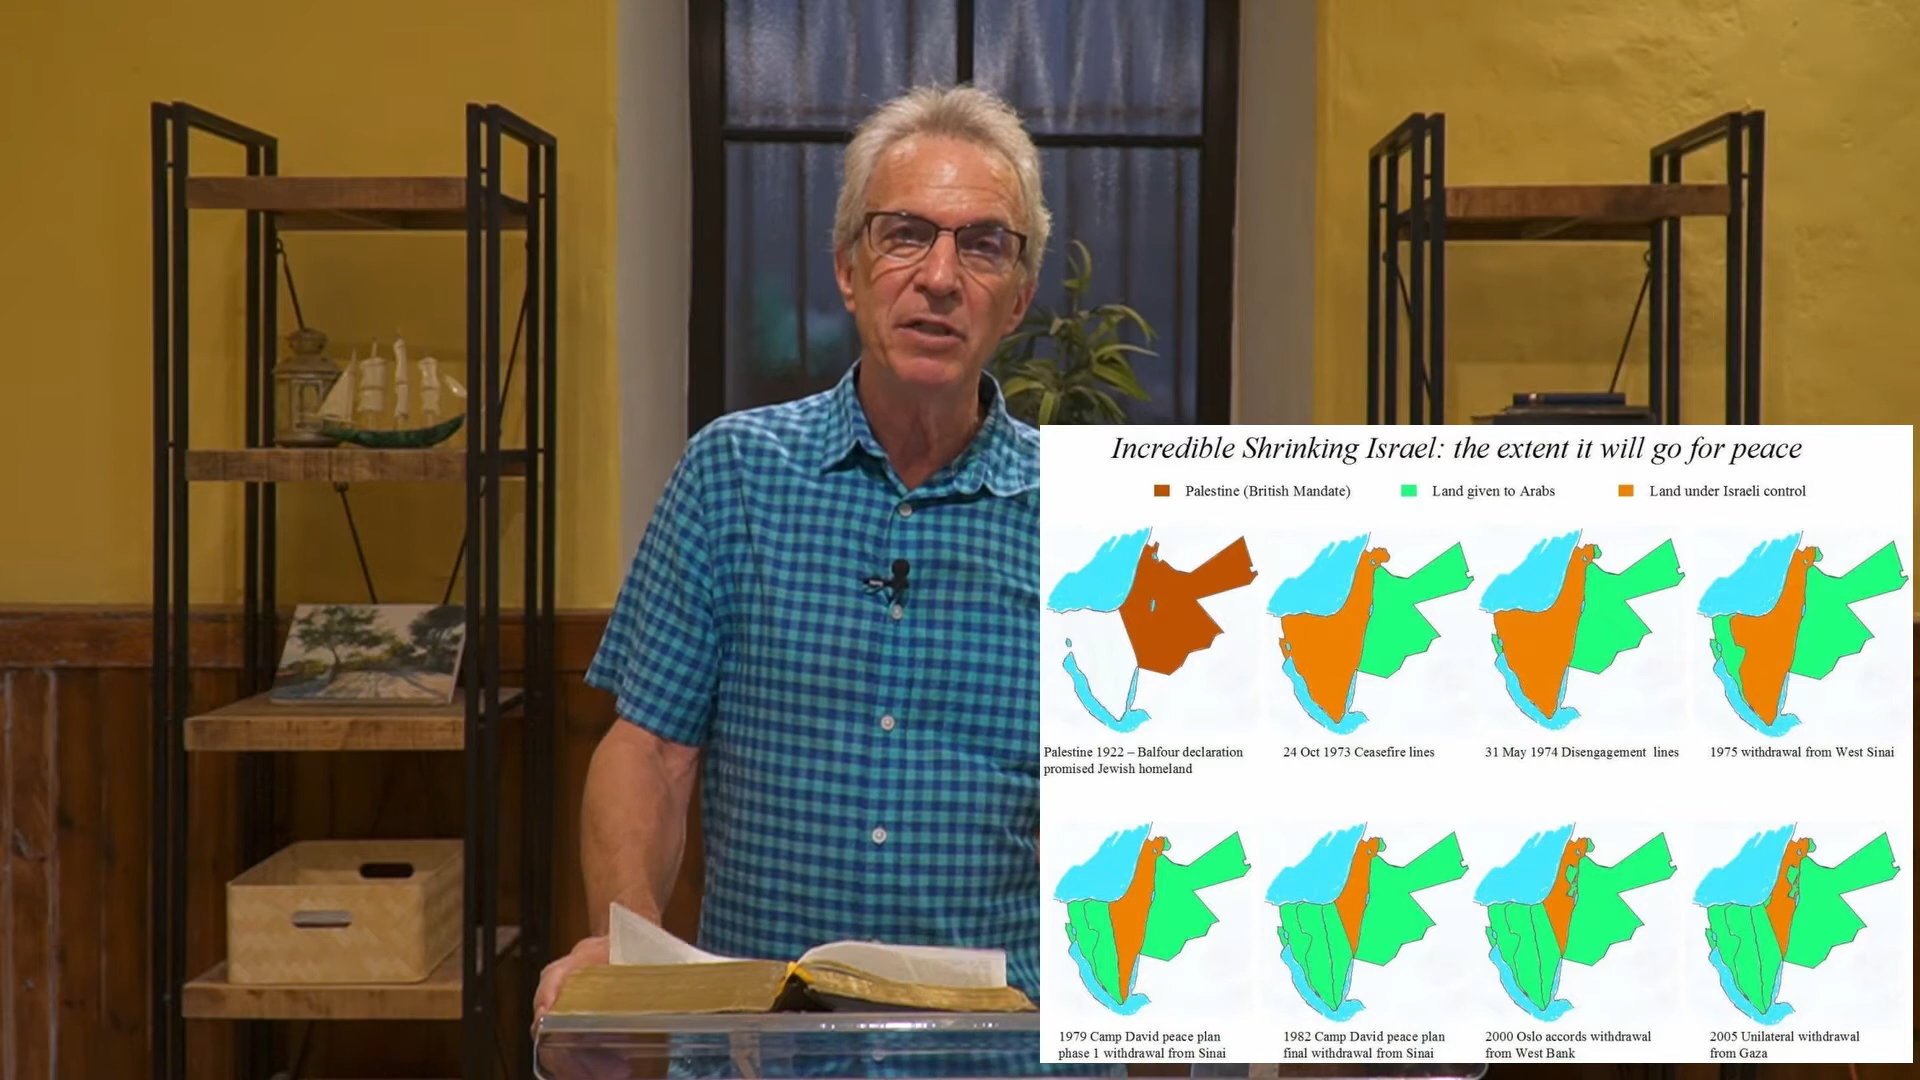 Incredible Shrinking Israel: the extent it will go for peace
Palestine (British Mandate)
Land given to Arabs
Land under Israeli control
Palestine 1922 – Balfour declaration
promised Jewish homeland
24 Oct 1973 Ceasefire lines
31 May 1974 Disengagement lines
1975 withdrawal from West Sinai
1979 Camp David peace plan
phase 1 withdrawal from Sinai
1982 Camp David peace plan
final withdrawal from Sinai
2000 Oslo accords withdrawal
from West Bank
2005 Unilateral withdrawal
from Gaza